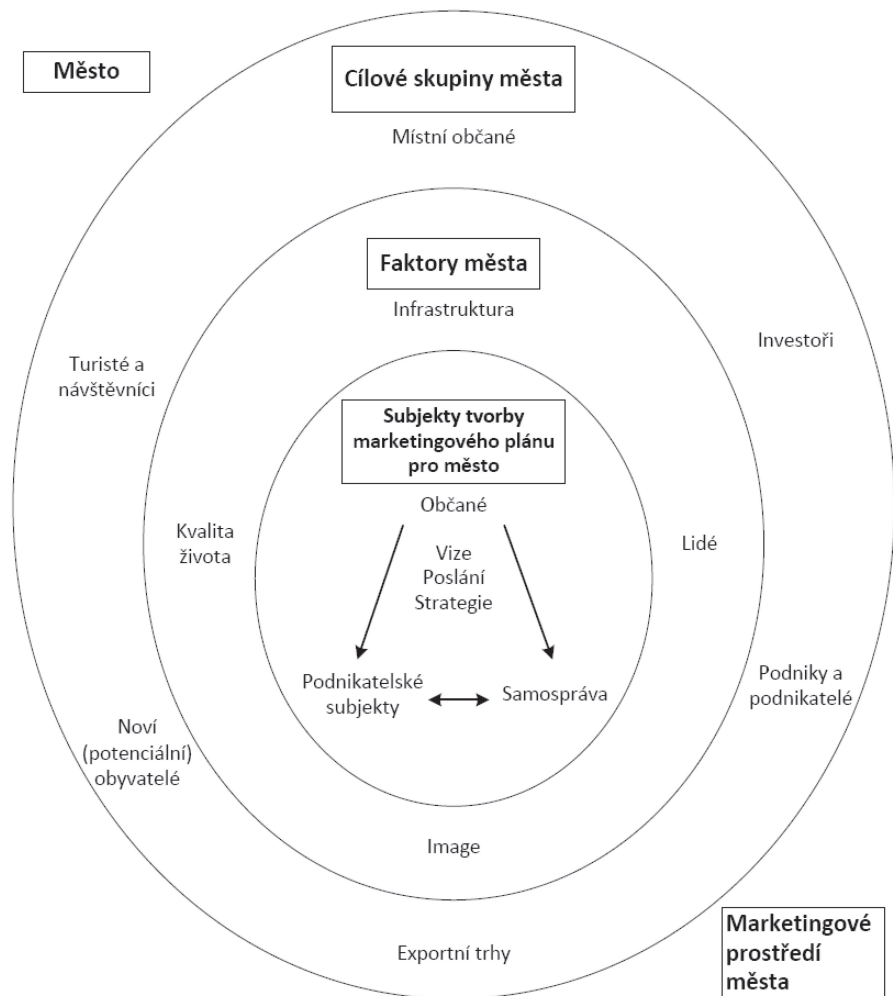 Město
Cílové skupiny města
Místní občané
Faktory města
Infrastruktura
Turisté a
návštěvníci
Investoři
Subjekty tvorby
marketingového plánu
pro město
Občané
Kvalita
života
Vize
Poslání
Strategie
Lidé
Podnikatelské
subjekty
Samospráva
Podniky a
podnikatelé
Noví
(potenciální)
obyvatelé
Image
Exportní trhy
Marketingové
prostředí
města